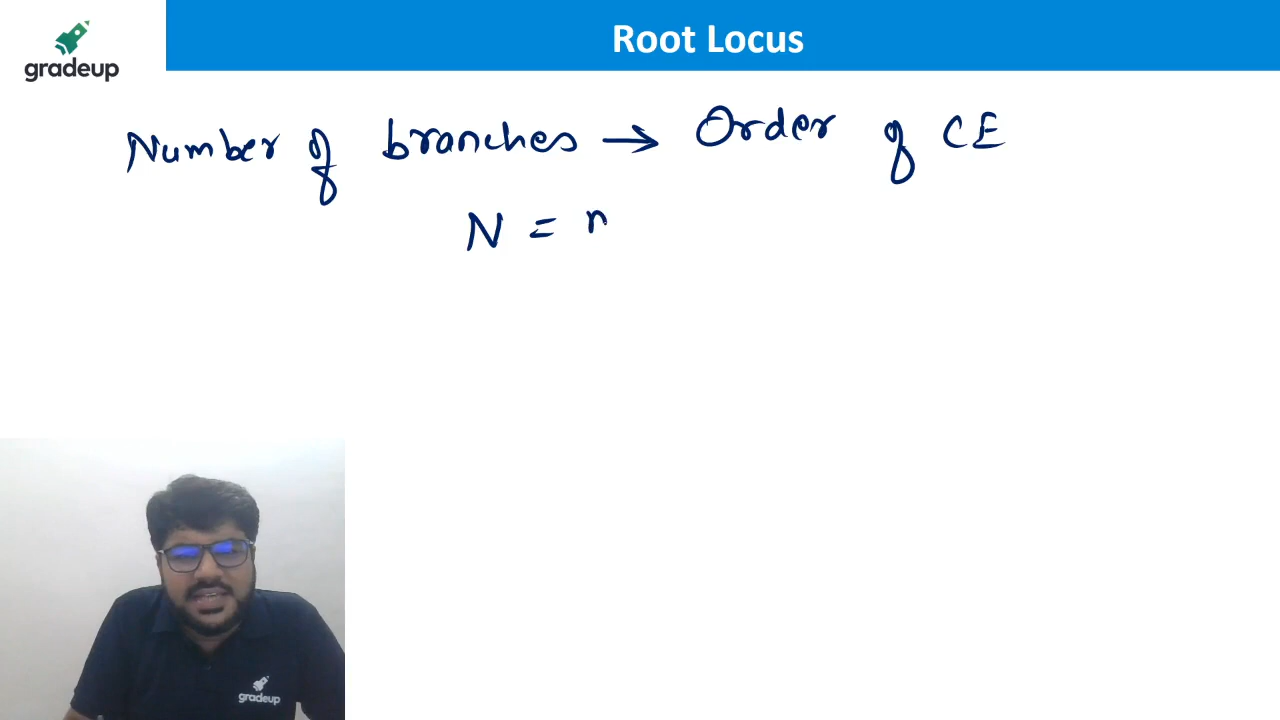 gradeup
Root Locus
Number of branches → Order of CE
N = n
gradeup